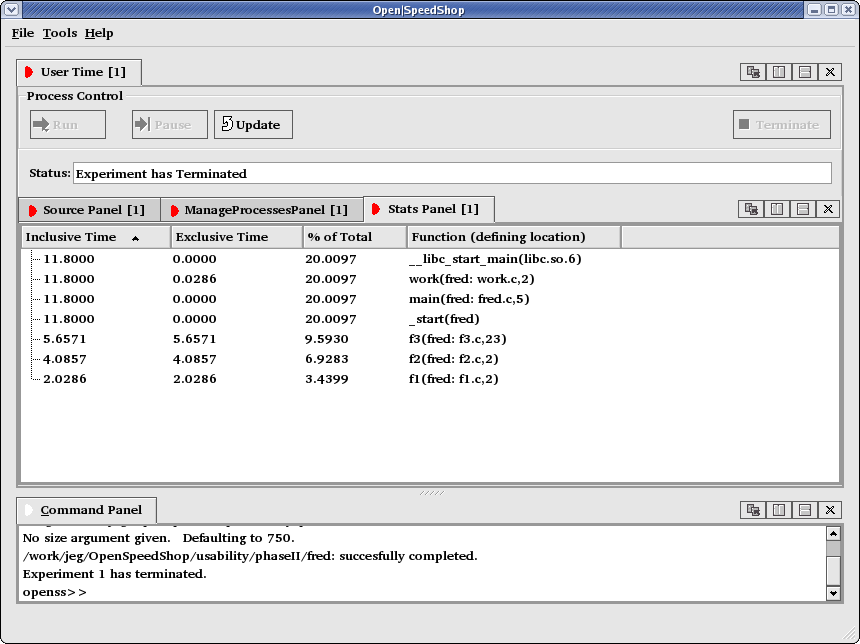 Open|SpeedShop
File Tools Help
User Time [1]
Process Control
Run Pause Update Terminate
Status: Experiment has Terminated
Source Panel [1] ManageProcessesPanel [1] Stats Panel [1]
Inclusive Time Exclusive Time % of Total Function (defining location)
11.8000 0.0000 20.0097 __libc_start_main(libc.so.6)
11.8000 0.0286 20.0097 work(fred: work.c,2)
11.8000 0.0000 20.0097 main(fred: fred.c,5)
11.8000 0.0000 20.0097 _start(fred)
5.6571 5.6571 9.5930 f3(fred: f3.c,23)
4.0857 4.0857 6.9283 f2(fred: f2.c,2)
2.0286 2.0286 3.4399 f1(fred: f1.c,2)
Command Panel
No size argument given. Defaulting to 750.
/work/jeg/OpenSpeedShop/usability/phaseII/fred: succesfully completed.
Experiment 1 has terminated.
openss>>